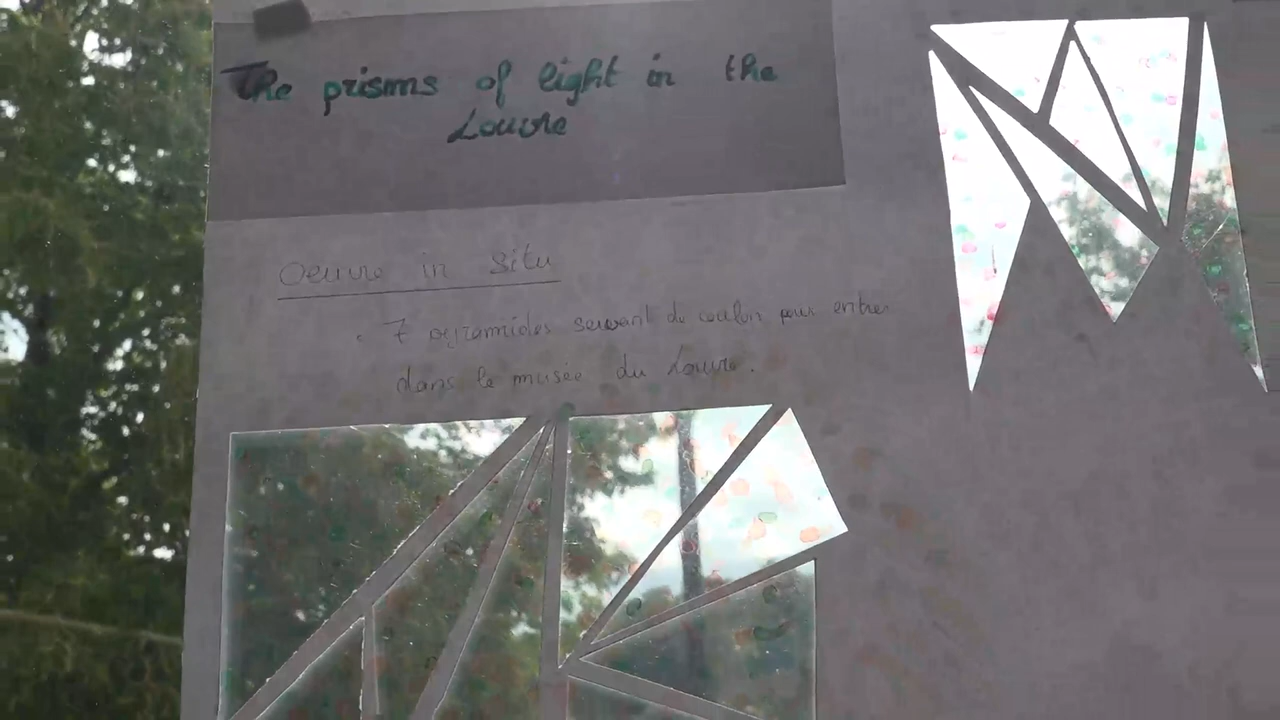 The prisms of light in the
Louvre
Oeuvre in Situ
7 pyramides servant de couloir pour entrer
dans le musée du Louvre.